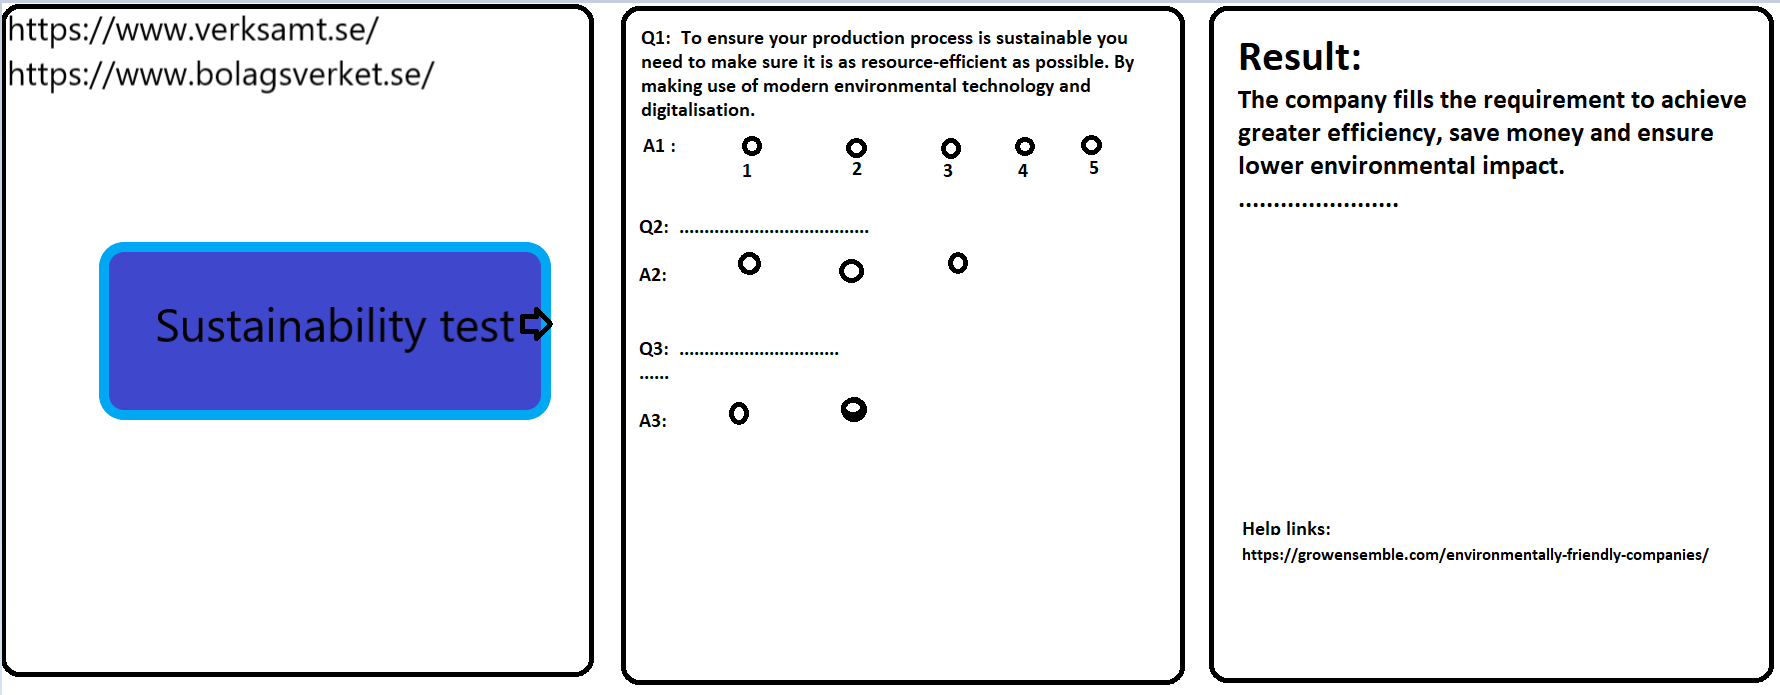 https://www.verksamt.se/
https://www.bolagsverket.se/
Sustainability test
Q1: To ensure your production process is sustainable you
need to make sure it is as resource-efficient as possible. By
making use of modern environmental technology and
digitalisation.
A1 :
1 2 3 4 5
Q2: ......................................
A2:
Q3: ................................
......
A3:
Result:
The company fills the requirement to achieve
greater efficiency, save money and ensure
lower environmental impact.
.......................
Help links:
https://growensemble.com/environmentally-friendly-companies/